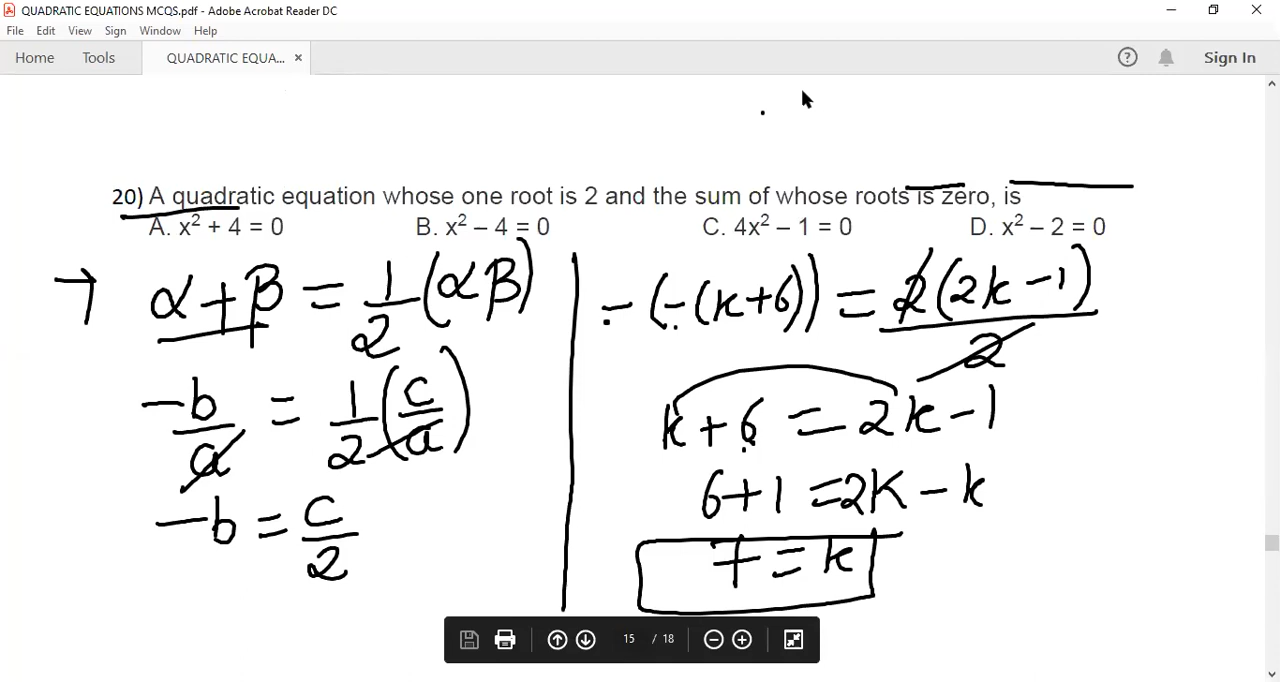 QUADRATIC EQUATIONS MCQS.pdf - Adobe Acrobat Reader DC
File Edit View Sign Window Help
Home Tools QUADRATIC EQUA... × Sign In
20) A quadratic equation whose one root is 2 and the sum of whose roots is zero, is
A. x² + 4 = 0 B. x² – 4 = 0 C. 4x² – 1 = 0 D. x² – 2 = 0
α + β = 1/2 (αβ)
-b/a = 1/2 (c/a)
-b = c/2
-(-(k+6)) = 2(2k-1)/2
k + 6 = 2k - 1
6 + 1 = 2k - k
7 = k
15 / 18